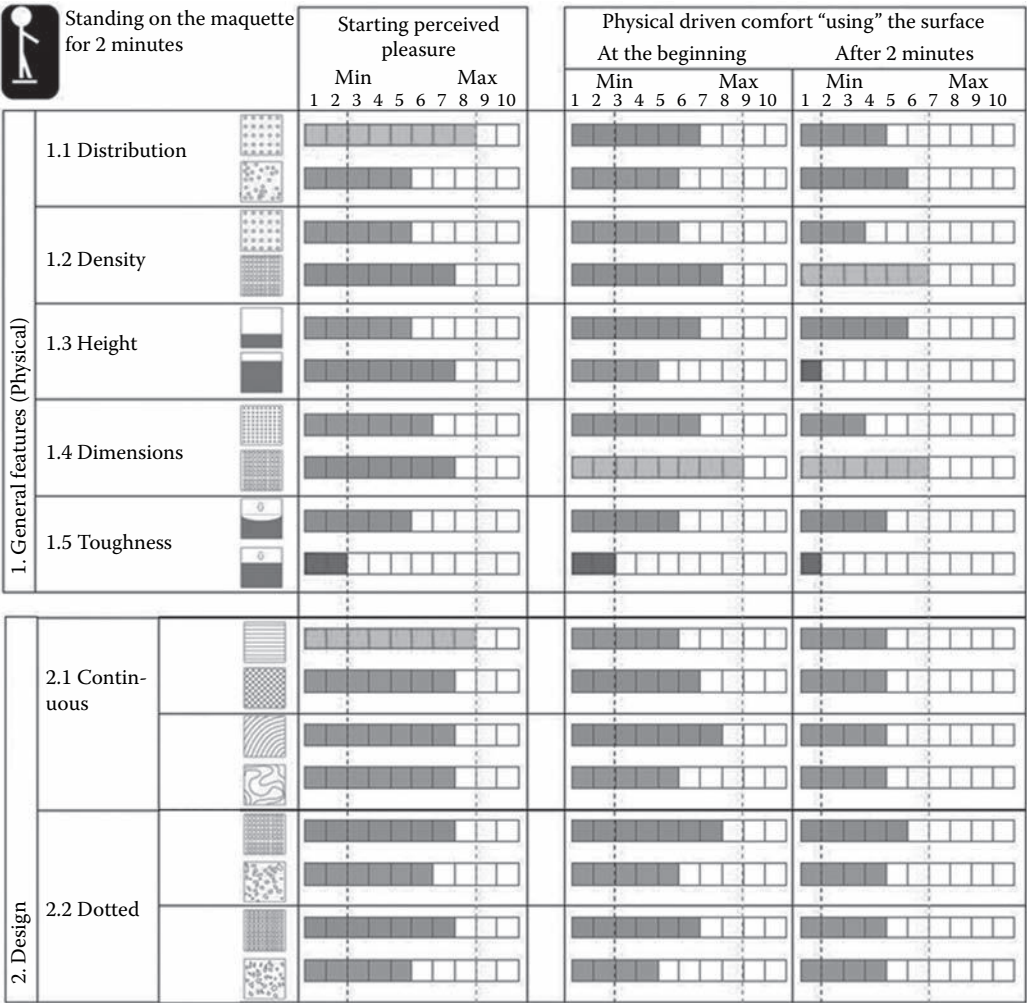 Standing on the maquette
for 2 minutes
Starting perceived
pleasure
Min Max
1 2 3 4 5 6 7 8 9 10
Physical driven comfort “using” the surface
At the beginning After 2 minutes
Min Max Min Max
1 2 3 4 5 6 7 8 9 10 1 2 3 4 5 6 7 8 9 10
1. General features (Physical)
1.1 Distribution
1.2 Density
1.3 Height
1.4 Dimensions
1.5 Toughness
2. Design
2.1 Contin-
uous
2.2 Dotted